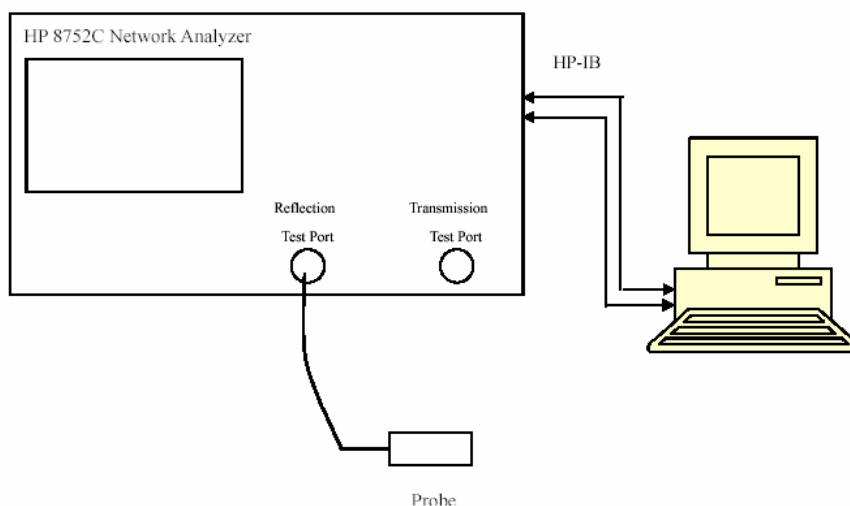 HP 8752C Network Analyzer
HP-IB
Reflection
Test Port
Transmission
Test Port
Probe